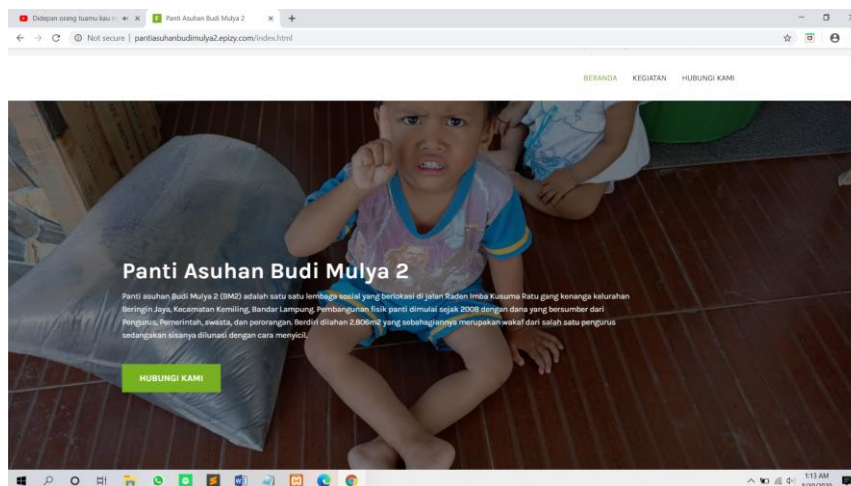 Didepan orang tuamu kau
Panti Asuhan Budi Mulya 2
Not secure | pantiasuhanbudimulya2.epizy.com/index.html
BERANDA KEGIATAN HUBUNGI KAMI
Panti Asuhan Budi Mulya 2
Panti asuhan Budi Mulya 2 (BM2) adalah satu satu lembaga sosial yang berlokasi di jalan Raden Imba Kusuma Ratu gang kenanga kelurahan
Beringin Jaya, Kecamatan Kemiling, Bandar Lampung. Pembangunan fisik panti dimulai sejak 2008 dengan dana yang bersumber dari
Pengurus, Pemerintah, swasta, dan perorangan. Berdiri dilahan 2.806m2 yang sebahagiannya merupakan wakaf dari salah satu pengurus
sedangakan sisanya dilunasi dengan cara menyicil.
HUBUNGI KAMI
1:13 AM